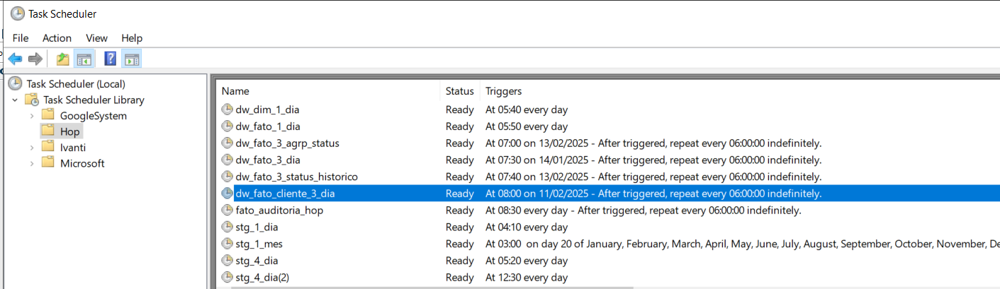 Task Scheduler
File Action View Help
Task Scheduler (Local)
Task Scheduler Library
GoogleSystem
Hop
Ivanti
Microsoft
Name Status Triggers
dw_dim_1_dia Ready At 05:40 every day
dw_fato_1_dia Ready At 05:50 every day
dw_fato_3_agrp_status Ready At 07:00 on 13/02/2025 - After triggered, repeat every 06:00:00 indefinitely.
dw_fato_3_dia Ready At 07:30 on 14/01/2025 - After triggered, repeat every 06:00:00 indefinitely.
dw_fato_3_status_historico Ready At 07:40 on 13/02/2025 - After triggered, repeat every 06:00:00 indefinitely.
dw_fato_cliente_3_dia Ready At 08:00 on 11/02/2025 - After triggered, repeat every 06:00:00 indefinitely.
fato_auditoria_hop Ready At 08:30 every day - After triggered, repeat every 06:00:00 indefinitely.
stg_1_dia Ready At 04:10 every day
stg_1_mes Ready At 03:00 on day 20 of January, February, March, April, May, June, July, August, September, October, November, De
stg_4_dia Ready At 05:20 every day
stg_4_dia(2) Ready At 12:30 every day